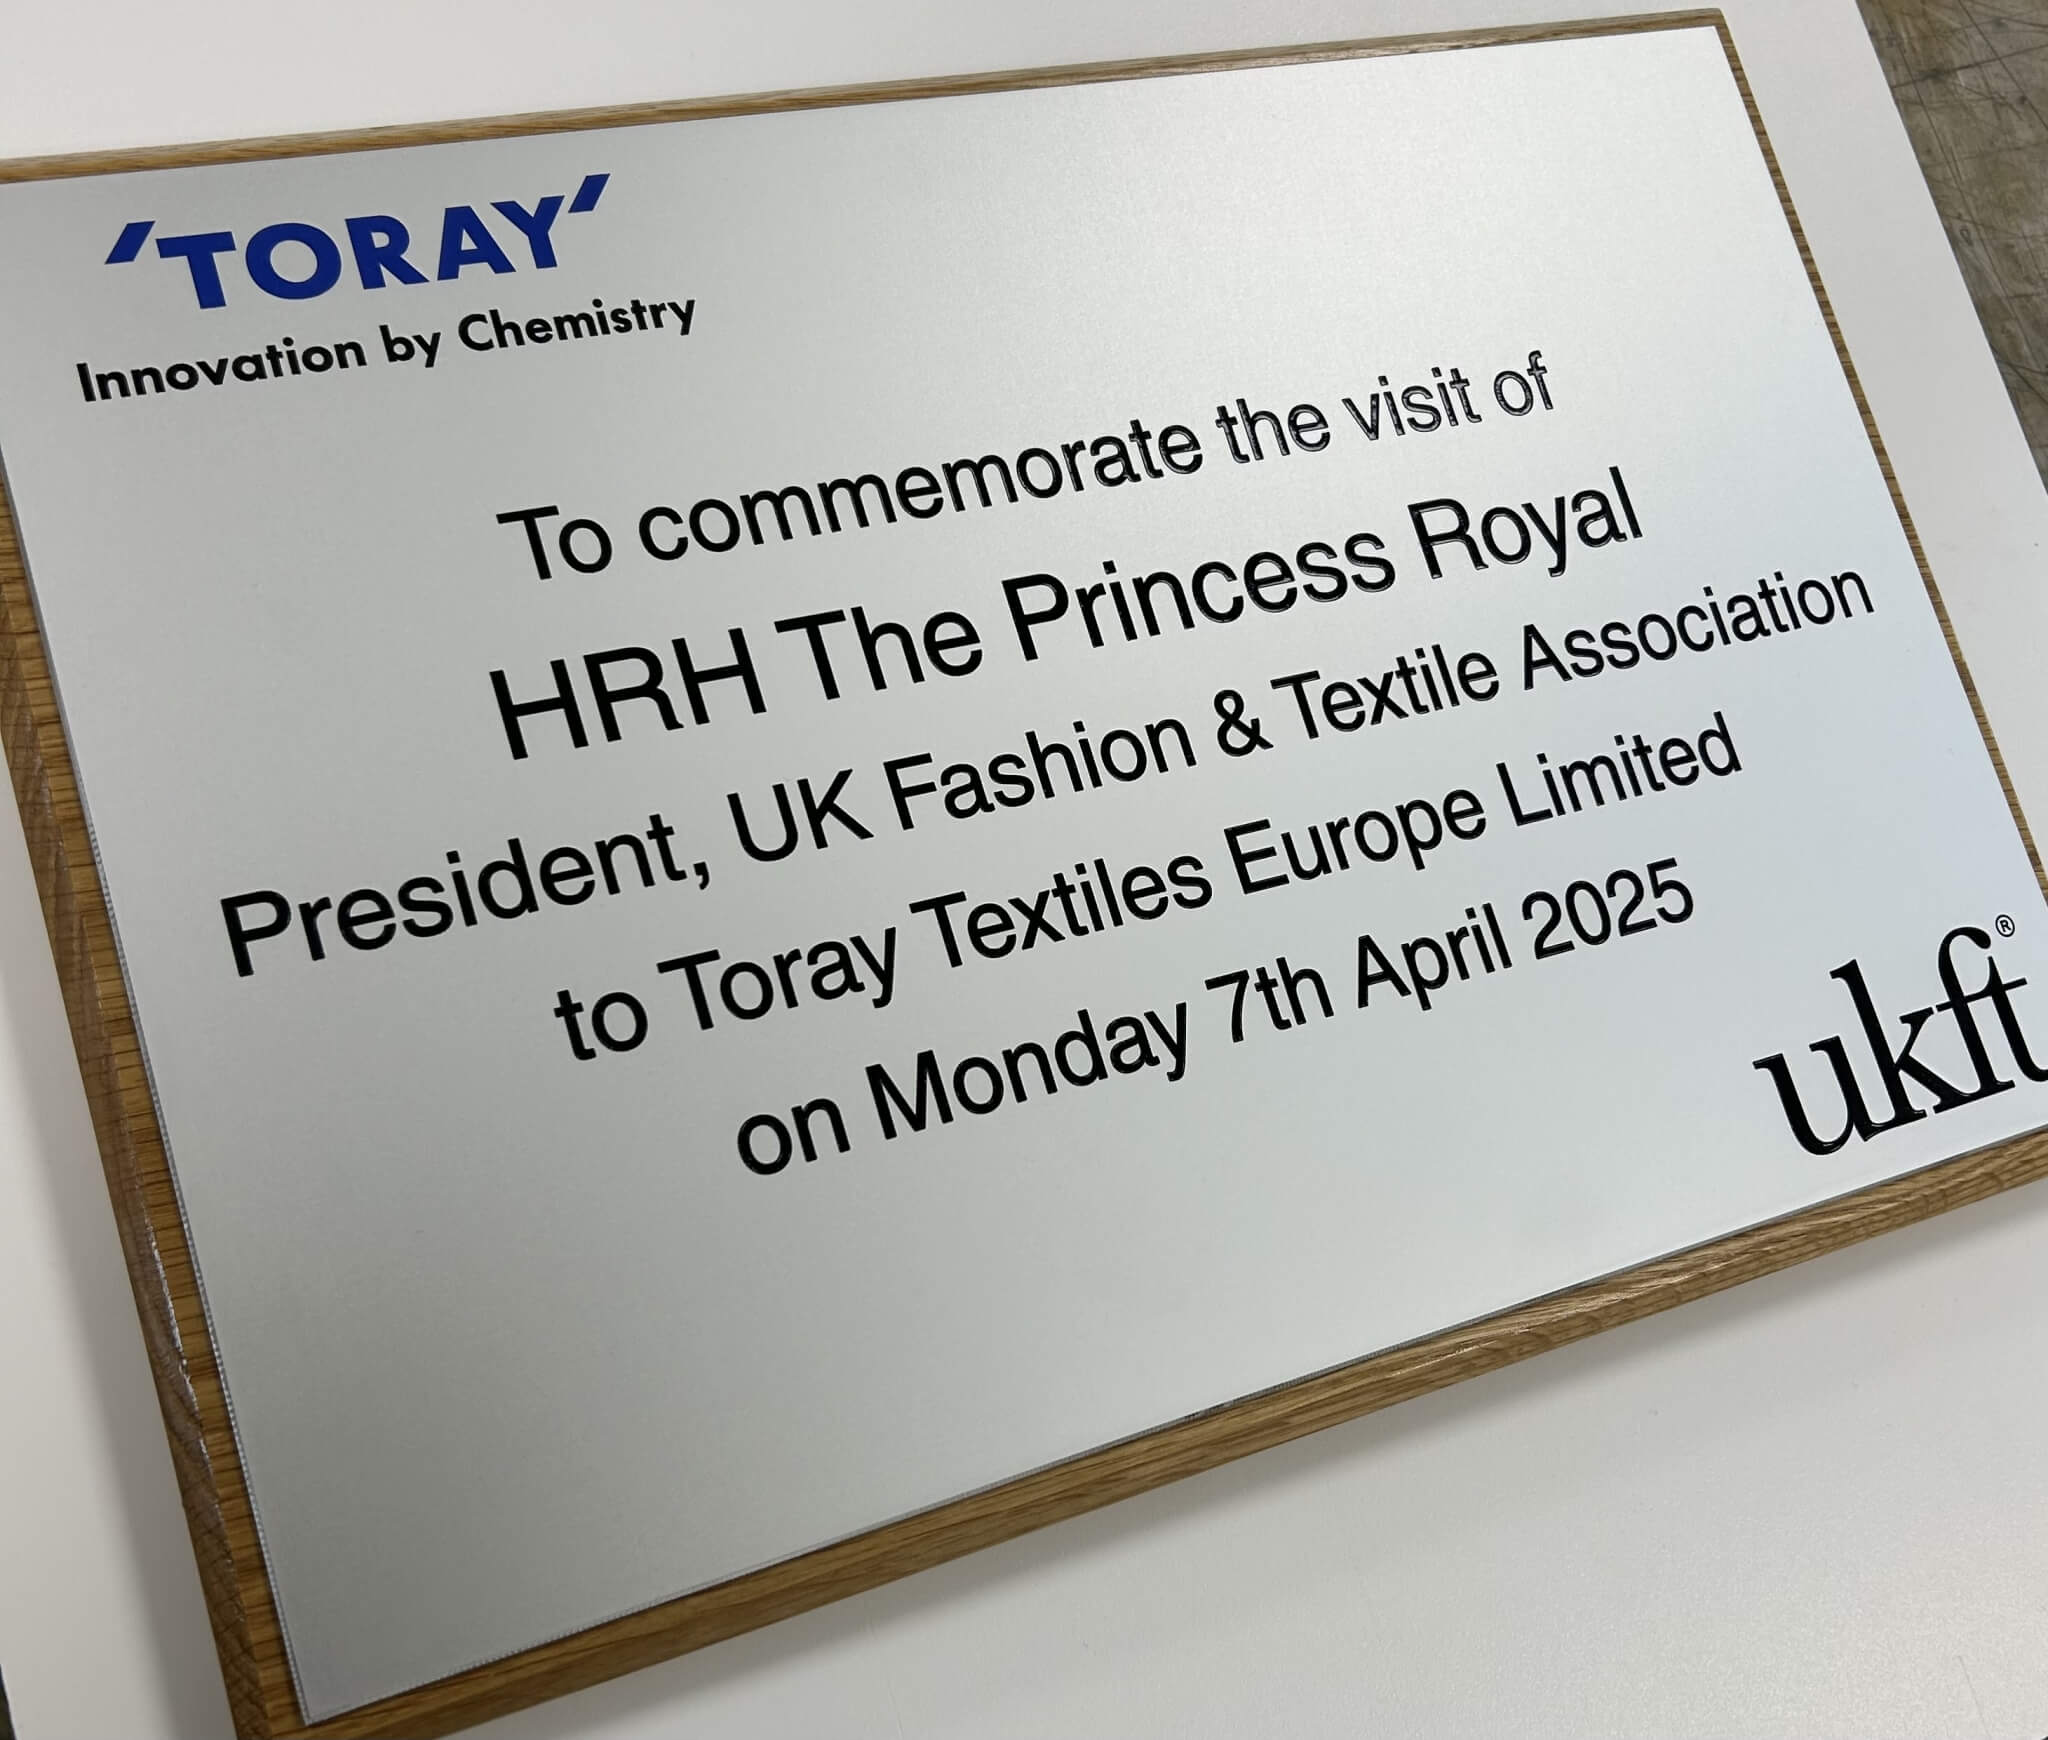 'TORAY'
Innovation by Chemistry
To commemorate the visit of
HRH The Princess Royal
President, UK Fashion & Textile Association
to Toray Textiles Europe Limited
on Monday 7th April 2025
ukft®